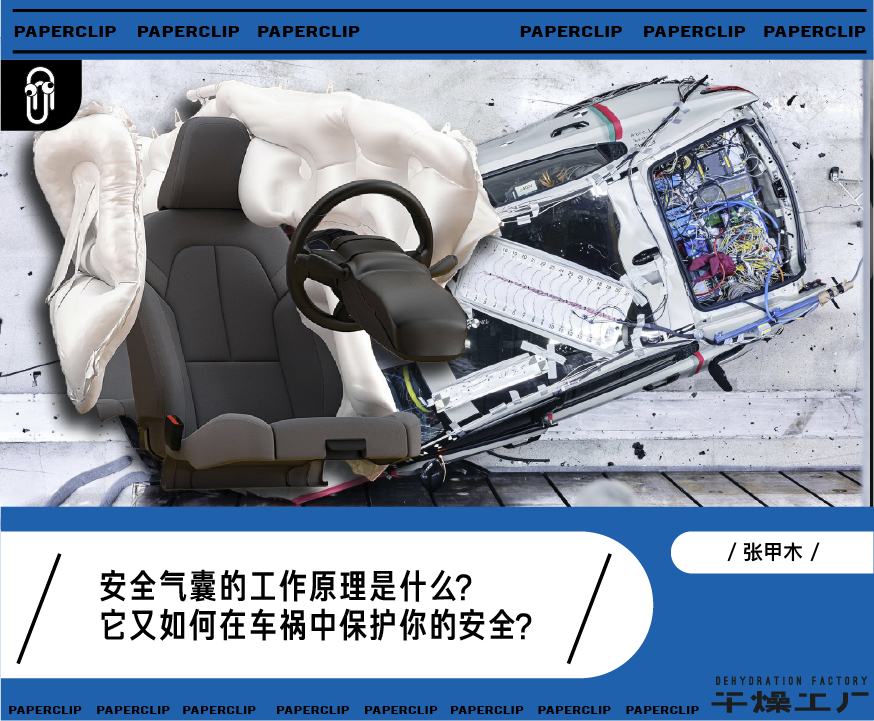 PAPERCLIP PAPERCLIP PAPERCLIP PAPERCLIP PAPERCLIP PAPERCLIP
安全气囊的工作原理是什么?
它又如何在车祸中保护你的安全?
/ 张甲木 /
DEHYDRATION FACTORY
干燥工厂
PAPERCLIP PAPERCLIP PAPERCLIP PAPERCLIP PAPERCLIP PAPERCLIP PAPERCLIP PAPERCLIP